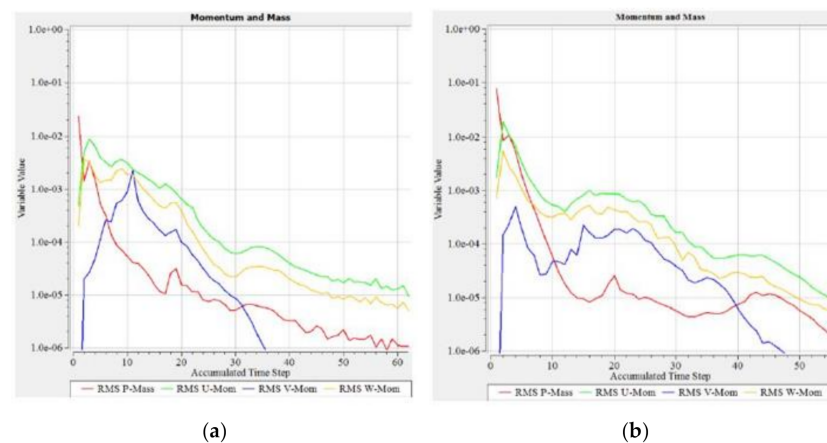 Momentum and Mass
1.0e+00
1.0e-01
1.0e-02
1.0e-03
1.0e-04
1.0e-05
1.0e-06
Variable Value
0 10 20 30 40 50 60
Accumulated Time Step
RMS P-Mass RMS U-Mom RMS V-Mom RMS W-Mom
(a)
Momentum and Mass
1.0e+00
1.0e-01
1.0e-02
1.0e-03
1.0e-04
1.0e-05
1.0e-06
Variable Value
0 10 20 30 40 50
Accumulated Time Step
RMS P-Mass RMS U-Mom RMS V-Mom RMS W-Mom
(b)